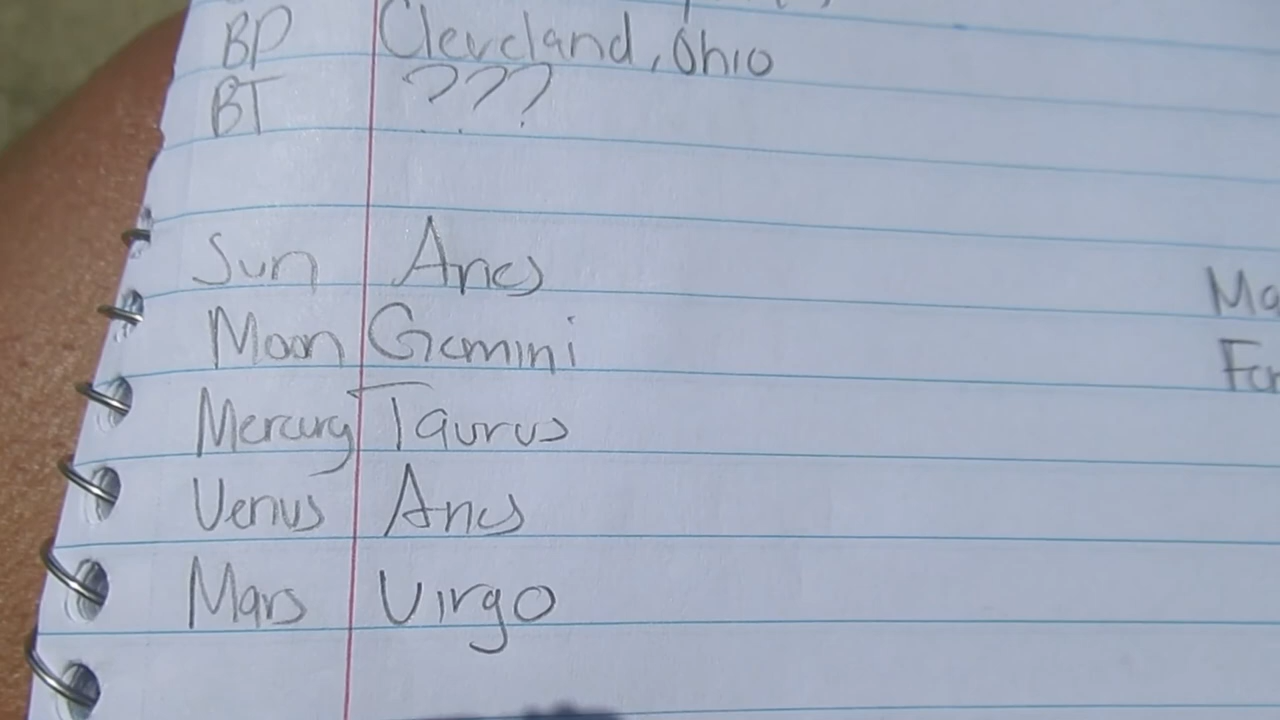 BP Cleveland, Ohio
BT ???
Sun Aries
Moon Gemini
Mercury Taurus
Venus Aries
Mars Virgo